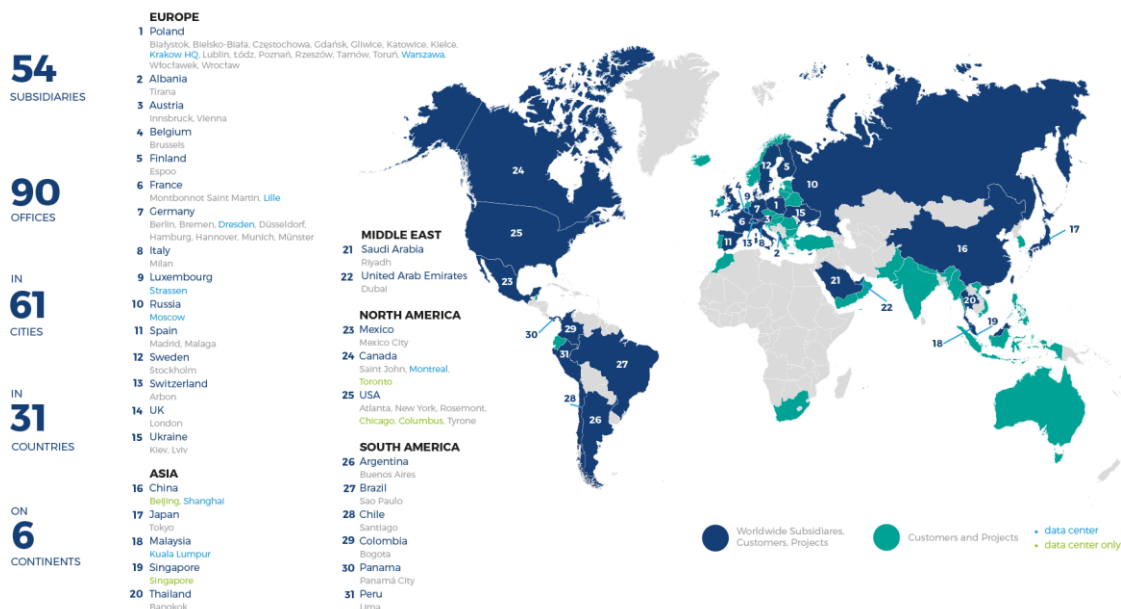 54
SUBSIDIARIES
90
OFFICES
IN
61
CITIES
IN
31
COUNTRIES
ON
6
CONTINENTS
EUROPE
1 Poland
Białystok, Bielsko-Biała, Częstochowa, Gdańsk, Gliwice, Katowice, Kielce,
Krakow HQ, Lublin, Łódź, Poznań, Rzeszów, Tarnów, Toruń, Warszawa,
Włocławek, Wrocław
2 Albania
Tirana
3 Austria
Innsbruck, Vienna
4 Belgium
Brussels
5 Finland
Espoo
6 France
Montbonnot Saint Martin, Lille
7 Germany
Berlin, Bremen, Dresden, Düsseldorf,
Hamburg, Hannover, Munich, Münster
8 Italy
Milan
9 Luxembourg
Strassen
10 Russia
Moscow
11 Spain
Madrid, Malaga
12 Sweden
Stockholm
13 Switzerland
Arbon
14 UK
London
15 Ukraine
Kiev, Lviv
ASIA
16 China
Beijing, Shanghai
17 Japan
Tokyo
18 Malaysia
Kuala Lumpur
19 Singapore
Singapore
20 Thailand
Bangkok
MIDDLE EAST
21 Saudi Arabia
Riyadh
22 United Arab Emirates
Dubai
NORTH AMERICA
23 Mexico
Mexico City
24 Canada
Saint John, Montreal,
Toronto
25 USA
Atlanta, New York, Rosemont,
Chicago, Columbus, Tyrone
SOUTH AMERICA
26 Argentina
Buenos Aires
27 Brazil
Sao Paulo
28 Chile
Santiago
29 Colombia
Bogota
30 Panama
Panamá City
31 Peru
Lima
24
25
23
30
29
31
27
28
26
12
5
10
4
9
14
7
1
6
15
3
11
13
8
2
17
16
21
22
20
19
18
Worldwide Subsidiares,
Customers, Projects
Customers and Projects
data center
data center only